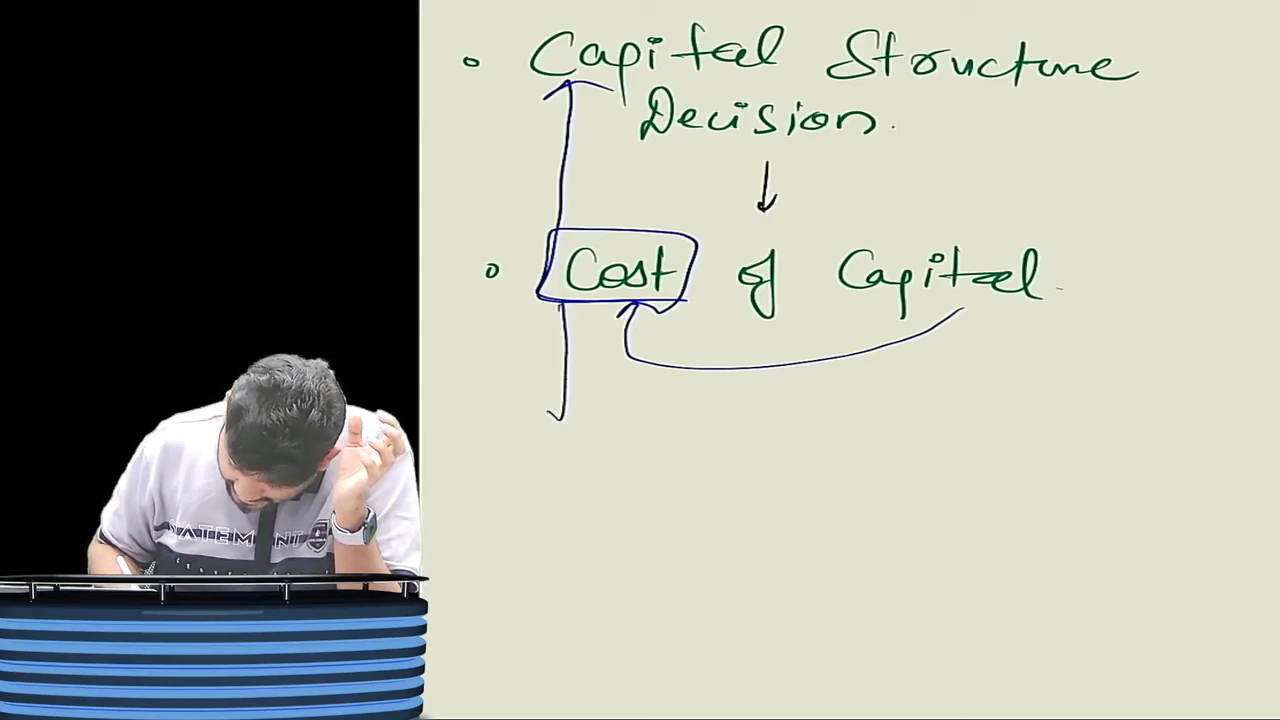 • Capital Structure
Decision.
• Cost of Capital.